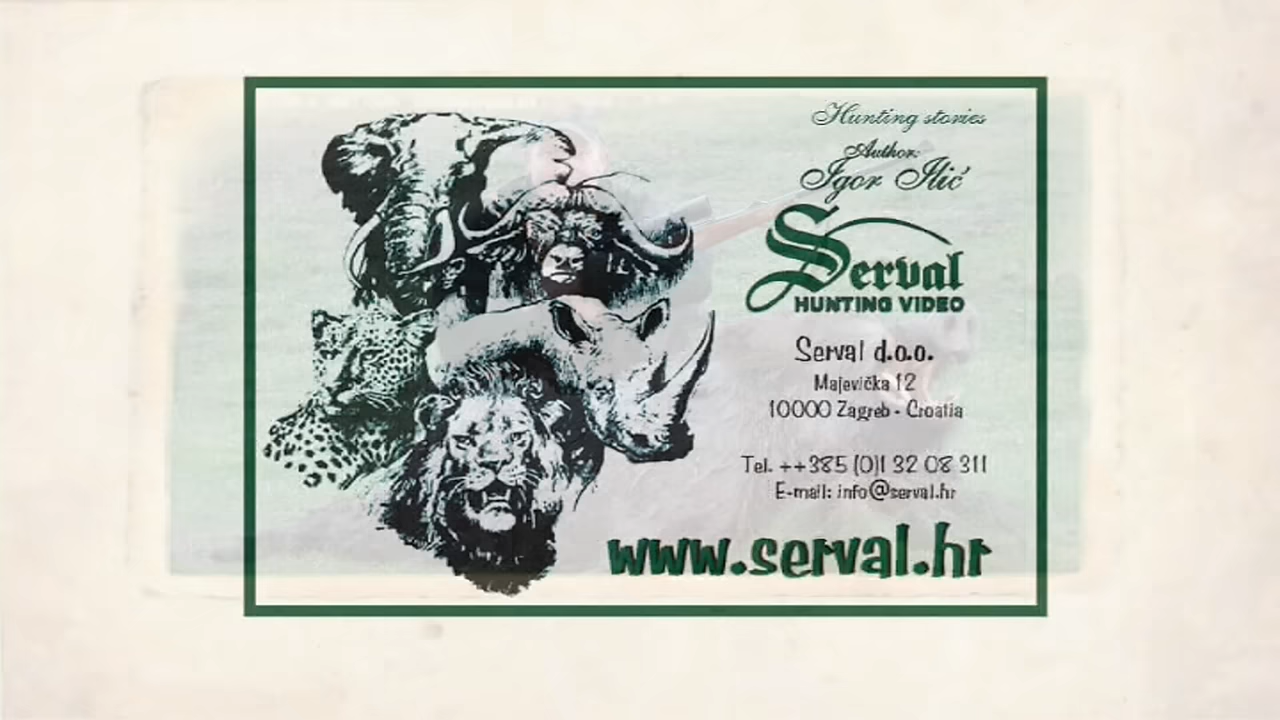 Hunting stories
Author:
Igor Ilić
Serval
HUNTING VIDEO
Serval d.o.o.
Majevička 12
10000 Zagreb - Croatia
Tel. ++385 (0)1 32 08 311
E-mail: info@serval.hr
www.serval.hr